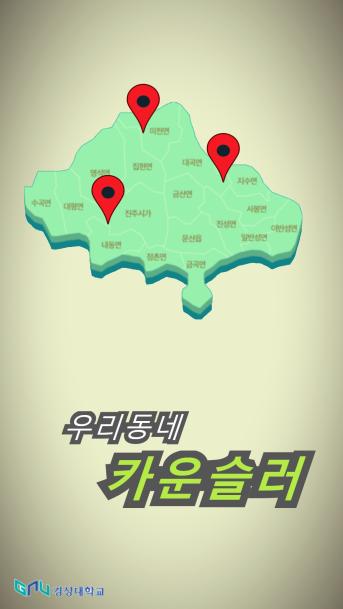 미천면
대곡면
집현면
명석면
지수면
금산면
사봉면
수곡면
대평면
진주시가
진성면
이반성면
문산읍
일반성면
내동면
정촌면
금곡면
우리동네
카운슬러
GNU 경상대학교